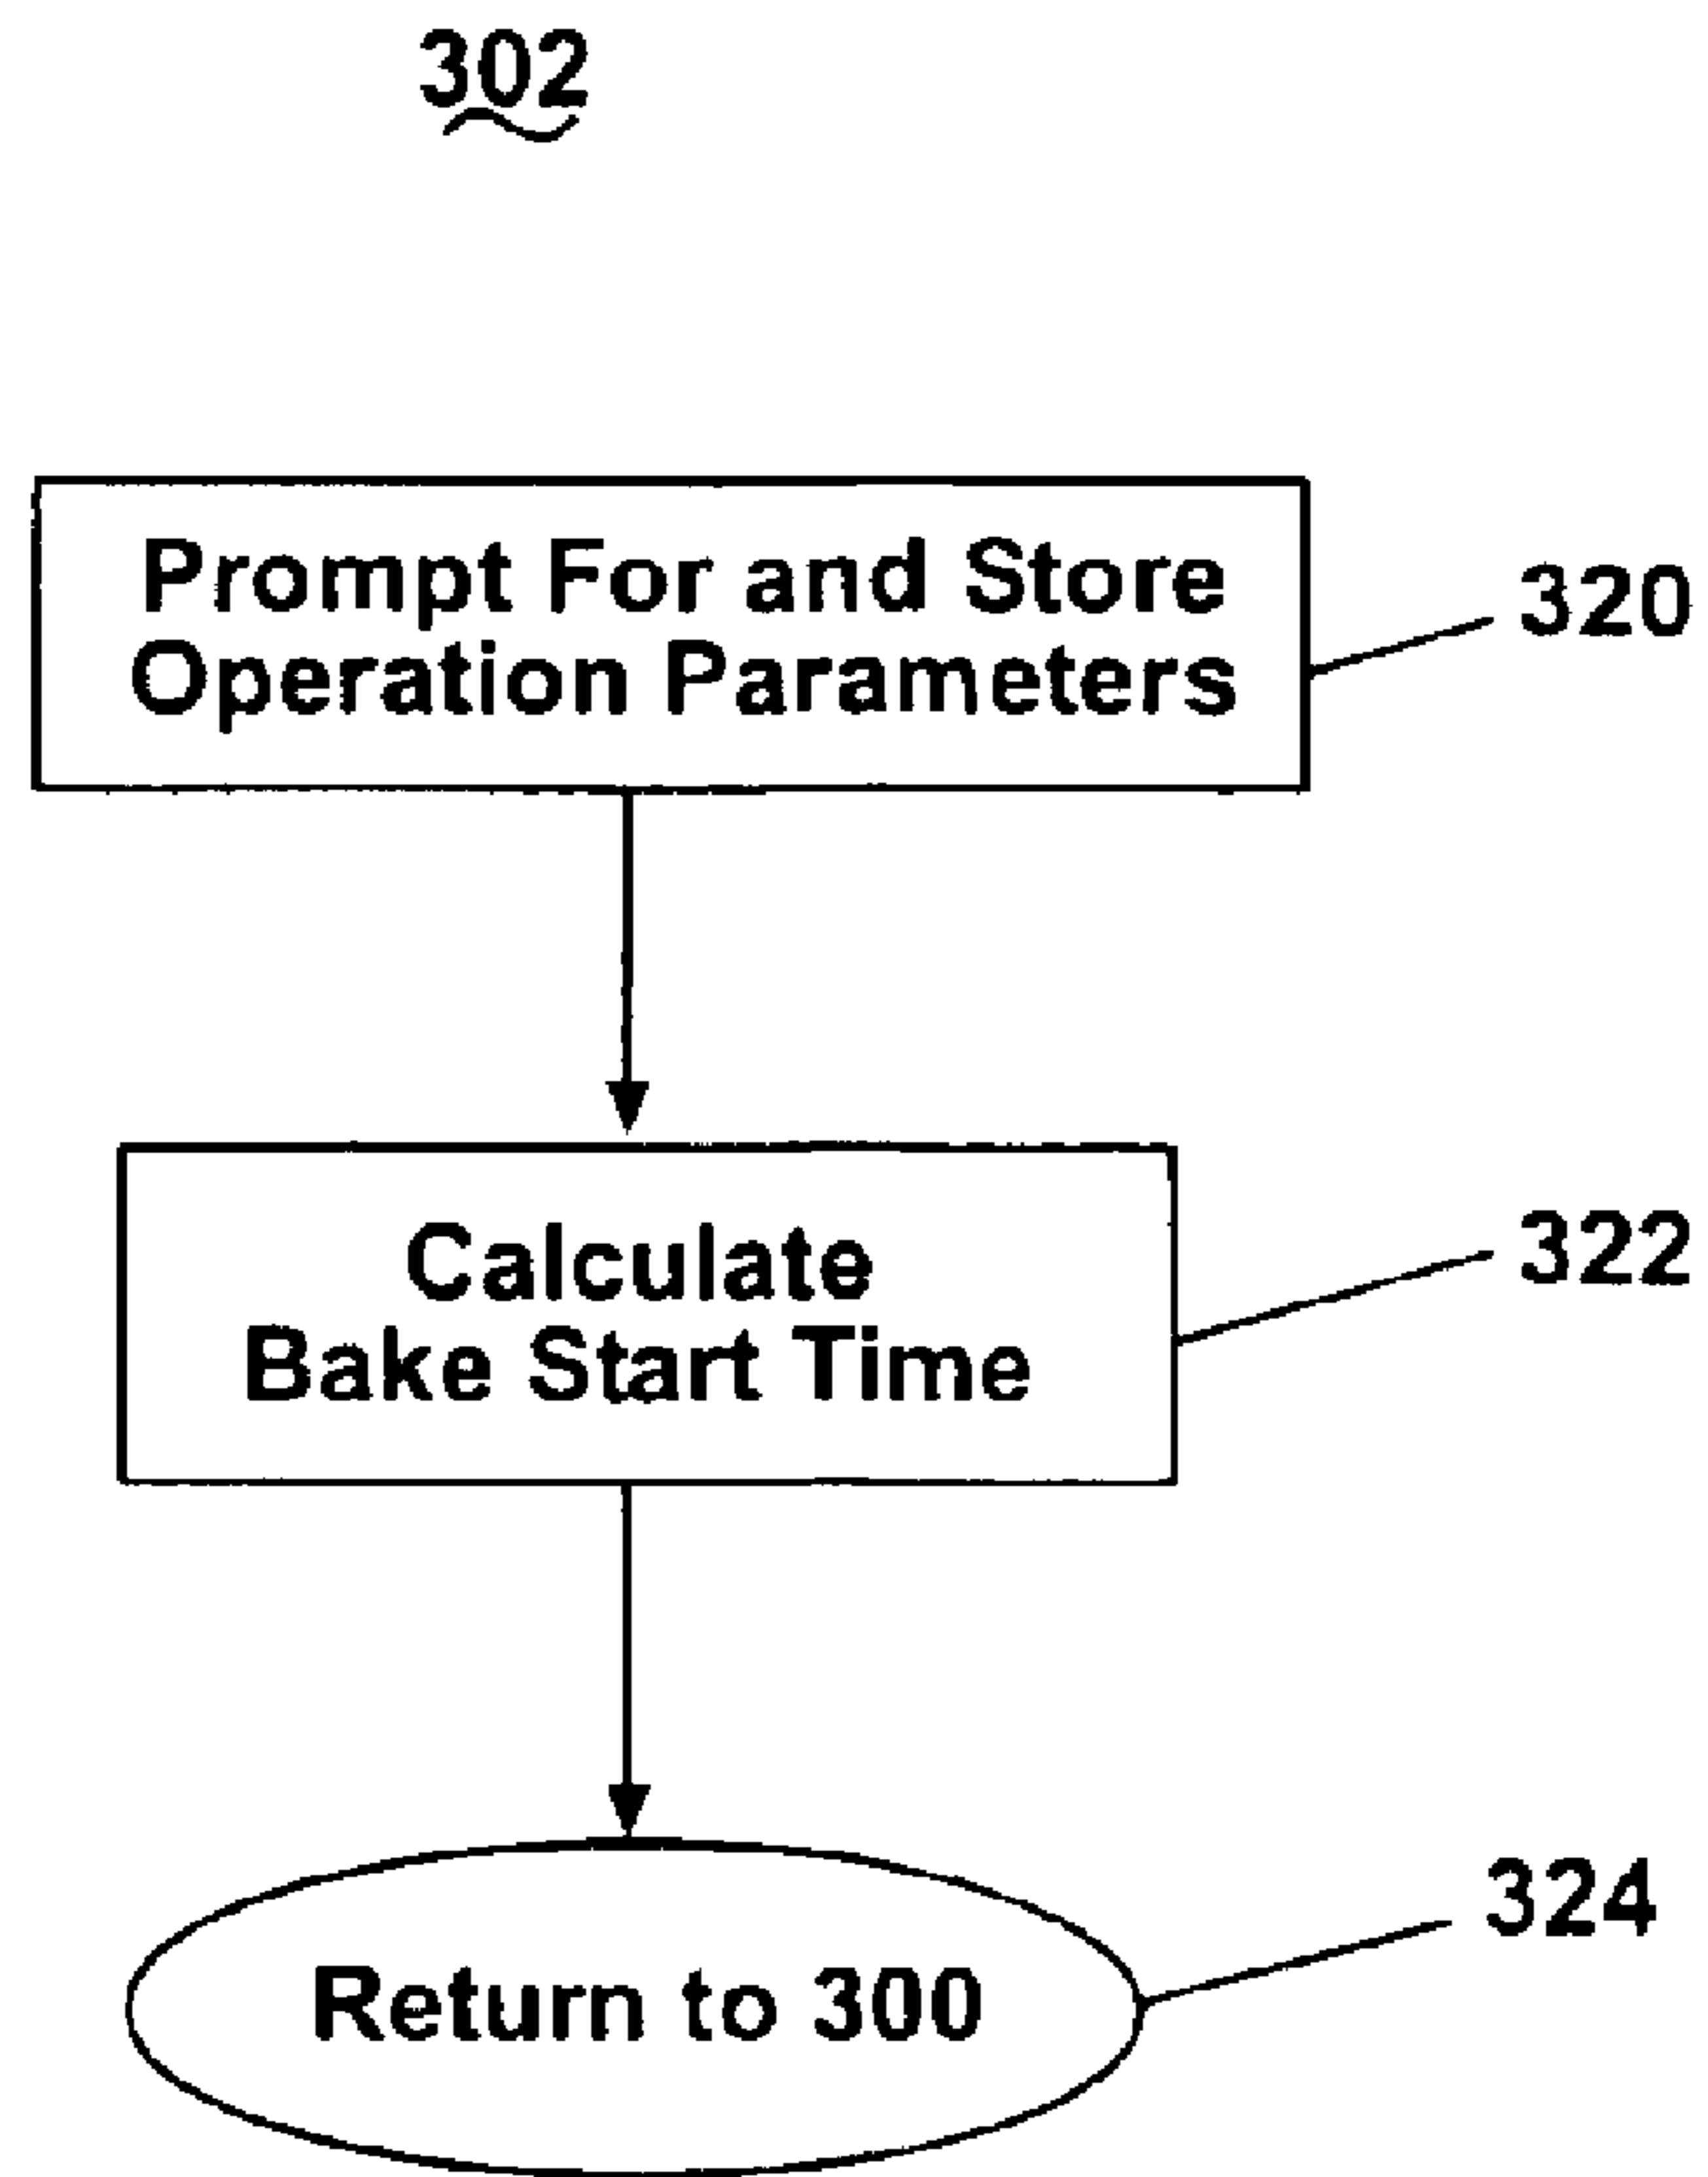 302
Prompt For and Store
Operation Parameters
320
Calculate
Bake Start Time
322
324
Return to 300